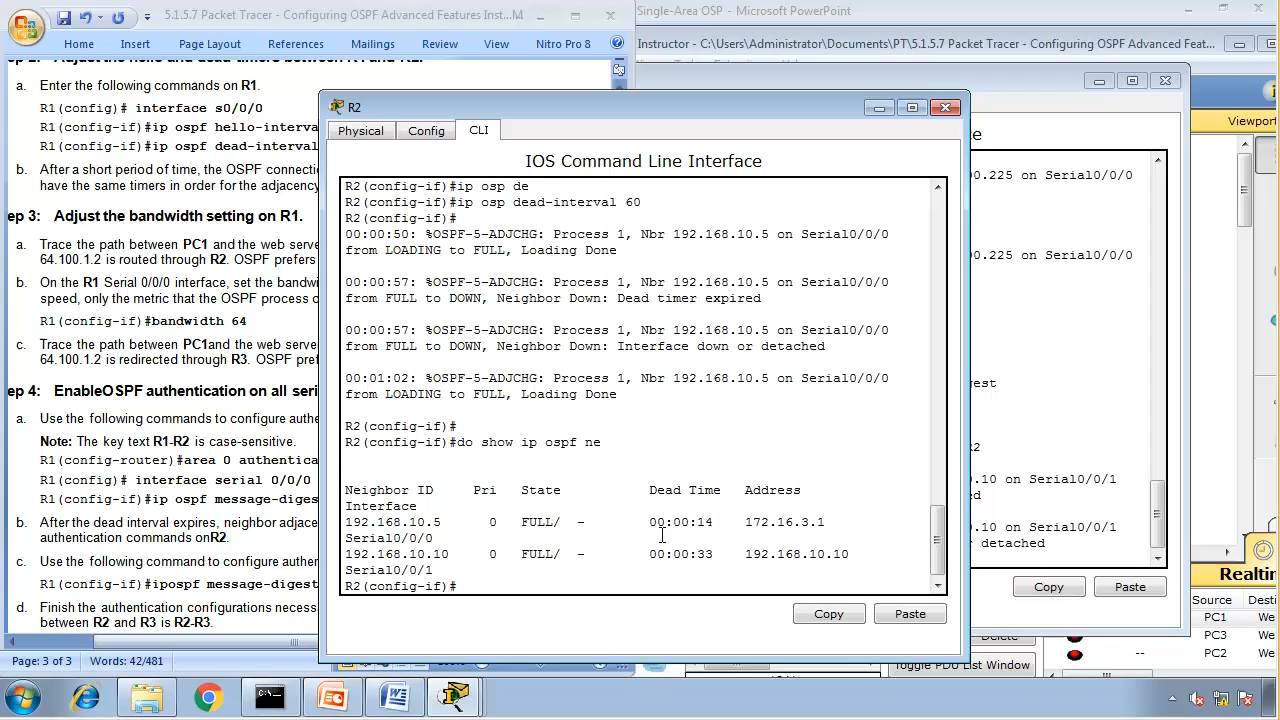 5.1.5.7 Packet Tracer - Configuring OSPF Advanced Features Inst...M
Single-Area OSP - Microsoft PowerPoint
Home Insert Page Layout References Mailings Review View Nitro Pro 8
Instructor - C:\Users\Administrator\Documents\PT\5.1.5.7 Packet Tracer - Configuring OSPF Advanced Feat...
a. Enter the following commands on R1.
R1(config)# interface s0/0/0
R1(config-if)#ip ospf hello-interva
R1(config-if)#ip ospf dead-interval
b. After a short period of time, the OSPF connection
have the same timers in order for the adjacency
ep 3: Adjust the bandwidth setting on R1.
a. Trace the path between PC1 and the web serve
64.100.1.2 is routed through R2. OSPF prefers
b. On the R1 Serial 0/0/0 interface, set the bandwi
speed, only the metric that the OSPF process c
R1(config-if)#bandwidth 64
c. Trace the path between PC1and the web serve
64.100.1.2 is redirected through R3. OSPF pref
ep 4: EnableOSPF authentication on all seri
a. Use the following commands to configure authe
Note: The key text R1-R2 is case-sensitive.
R1(config-router)#area 0 authentica
R1(config)# interface serial 0/0/0
R1(config-if)#ip ospf message-diges
b. After the dead interval expires, neighbor adjace
authentication commands onR2.
c. Use the following command to configure authe
R1(config-if)#ipospf message-digest
d. Finish the authentication configurations necess
between R2 and R3 is R2-R3.
Page: 3 of 3 Words: 42/481
R2
Physical Config CLI
IOS Command Line Interface
R2(config-if)#ip osp de
R2(config-if)#ip osp dead-interval 60
R2(config-if)#
00:00:50: %OSPF-5-ADJCHG: Process 1, Nbr 192.168.10.5 on Serial0/0/0
from LOADING to FULL, Loading Done
00:00:57: %OSPF-5-ADJCHG: Process 1, Nbr 192.168.10.5 on Serial0/0/0
from FULL to DOWN, Neighbor Down: Dead timer expired
00:00:57: %OSPF-5-ADJCHG: Process 1, Nbr 192.168.10.5 on Serial0/0/0
from FULL to DOWN, Neighbor Down: Interface down or detached
00:01:02: %OSPF-5-ADJCHG: Process 1, Nbr 192.168.10.5 on Serial0/0/0
from LOADING to FULL, Loading Done
R2(config-if)#
R2(config-if)#do show ip ospf ne
Neighbor ID Pri State Dead Time Address
Interface
192.168.10.5 0 FULL/ - 00:00:14 172.16.3.1
Serial0/0/0
192.168.10.10 0 FULL/ - 00:00:33 192.168.10.10
Serial0/0/1
R2(config-if)#
Copy Paste
ce
0.225 on Serial0/0/0
0.255 on Serial0/0/0
est
R2
0.10 on Serial0/0/1
ed
0.10 on Serial0/0/1
r detached
Copy Paste
Viewport
Realtim
Source Desti
PC1 We
PC3 We
-- PC2 We
Delete
Toggle PDU List Window